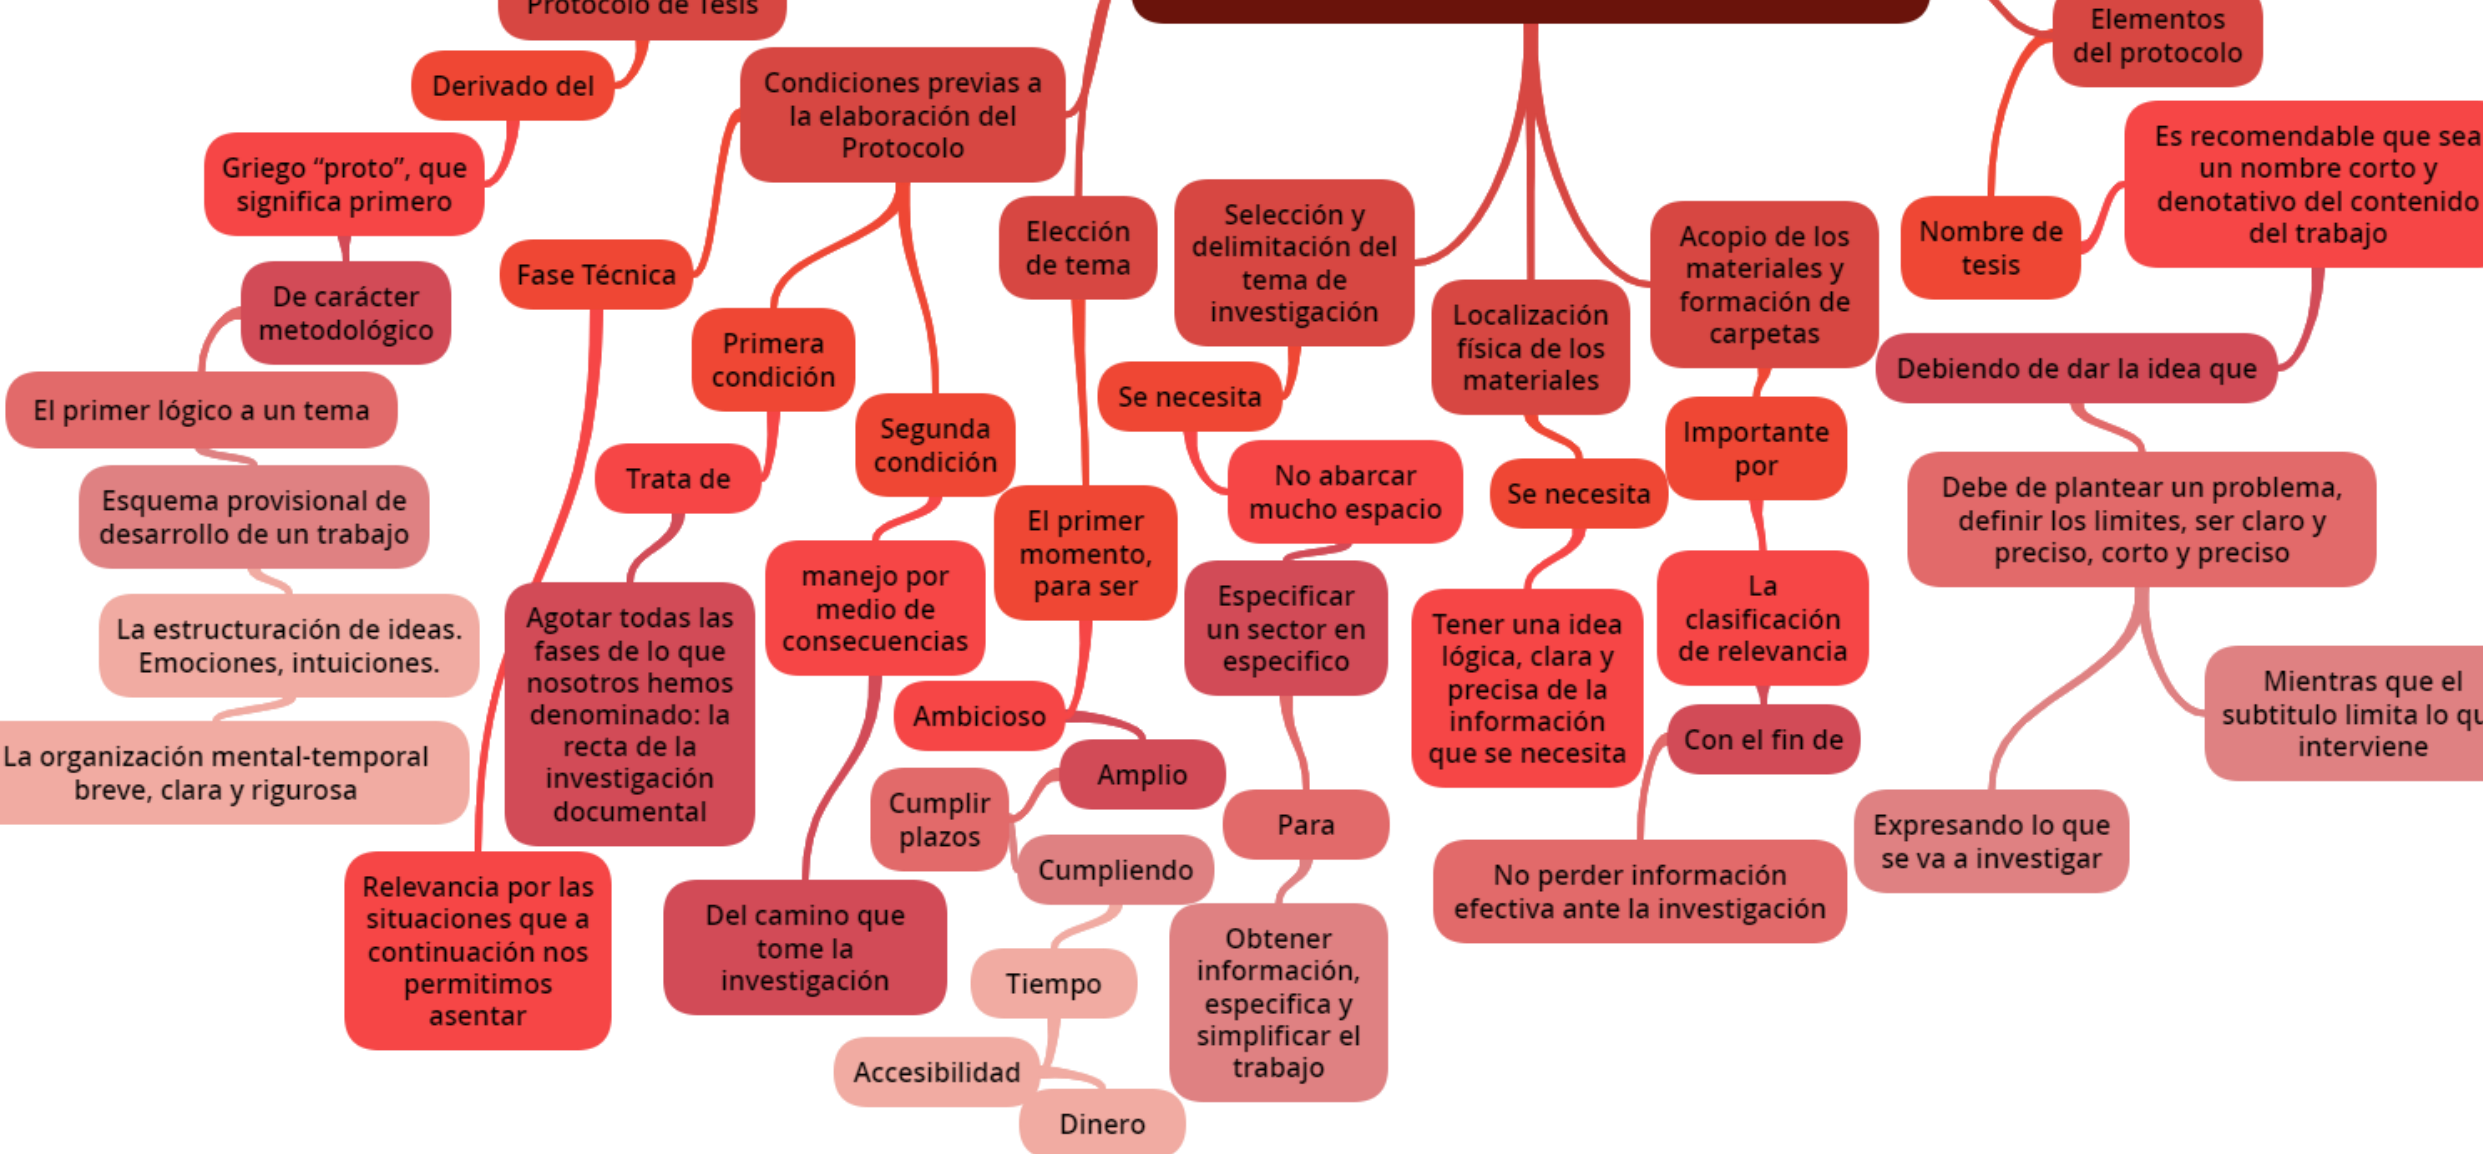 Protocolo de Tesis
Derivado del
Griego “proto”, que
significa primero
De carácter
metodológico
El primer lógico a un tema
Esquema provisional de
desarrollo de un trabajo
La estructuración de ideas.
Emociones, intuiciones.
La organización mental-temporal
breve, clara y rigurosa
Condiciones previas a
la elaboración del
Protocolo
Fase Técnica
Relevancia por las
situaciones que a
continuación nos
permitimos
asentar
Primera
condición
Trata de
Agotar todas las
fases de lo que
nosotros hemos
denominado: la
recta de la
investigación
documental
Segunda
condición
manejo por
medio de
consecuencias
Del camino que
tome la
investigación
Elección
de tema
El primer
momento,
para ser
Ambicioso
Amplio
Cumplir
plazos
Cumpliendo
Tiempo
Accesibilidad
Dinero
Selección y
delimitación del
tema de
investigación
Se necesita
No abarcar
mucho espacio
Especificar
un sector en
especifico
Para
Obtener
información,
especifica y
simplificar el
trabajo
Localización
física de los
materiales
Se necesita
Tener una idea
lógica, clara y
precisa de la
información
que se necesita
Acopio de los
materiales y
formación de
carpetas
Importante
por
La
clasificación
de relevancia
Con el fin de
No perder información
efectiva ante la investigación
Elementos
del protocolo
Nombre de
tesis
Es recomendable que sea
un nombre corto y
denotativo del contenido
del trabajo
Debiendo de dar la idea que
Debe de plantear un problema,
definir los limites, ser claro y
preciso, corto y preciso
Expresando lo que
se va a investigar
Mientras que el
subtitulo limita lo qu
interviene